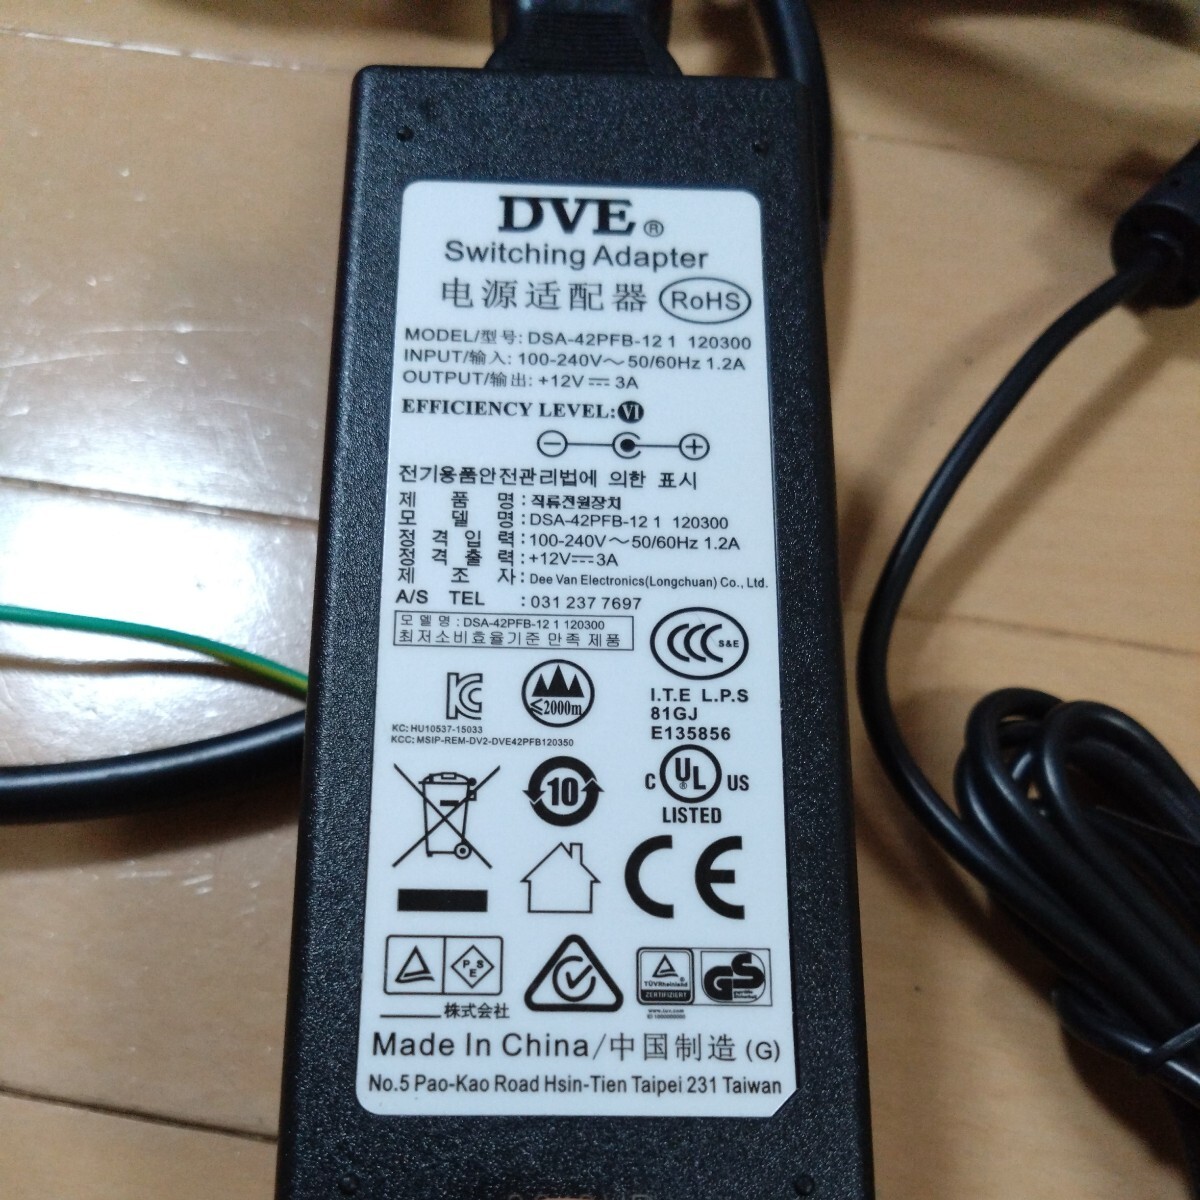 DVE®
Switching Adapter
电源适配器 RoHS
MODEL/型号: DSA-42PFB-12 1 120300
INPUT/输入: 100-240V～50/60Hz 1.2A
OUTPUT/输出: +12V⎓3A
EFFICIENCY LEVEL:Ⅵ
전기용품안전관리법에 의한 표시
제 품 명 : 직류전원장치
모 델 명 : DSA-42PFB-12 1 120300
정 격 입 력 : 100-240V～50/60Hz 1.2A
정 격 출 력 : +12V⎓3A
제 조 자 : Dee Van Electronics(Longchuan) Co., Ltd.
A/S TEL : 031 237 7697
모 델 명 : DSA-42PFB-12 1 120300
최저소비효율기준 만족 제품
CCC S&E
I.T.E L.P.S
81GJ
E135856
≤2000m
KC: HU10537-15033
KCC: MSIP-REM-DV2-DVE42PFB120350
C UL® US
LISTED
10
CE
PSE
TÜVRheinland
ZERTIFIZIERT
GS
geprüfte
Sicherheit
株式会社
Made In China/中国制造 (G)
No.5 Pao-Kao Road Hsin-Tien Taipei 231 Taiwan